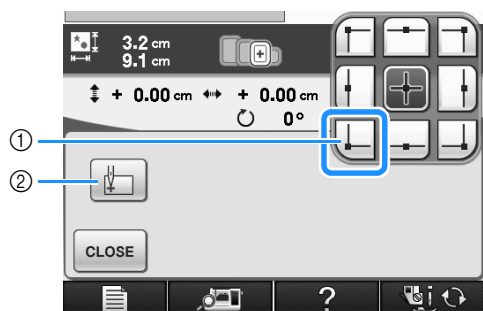 3.2 cm
9.1 cm
+ 0.00 cm + 0.00 cm
0°
①
②
CLOSE
?
i